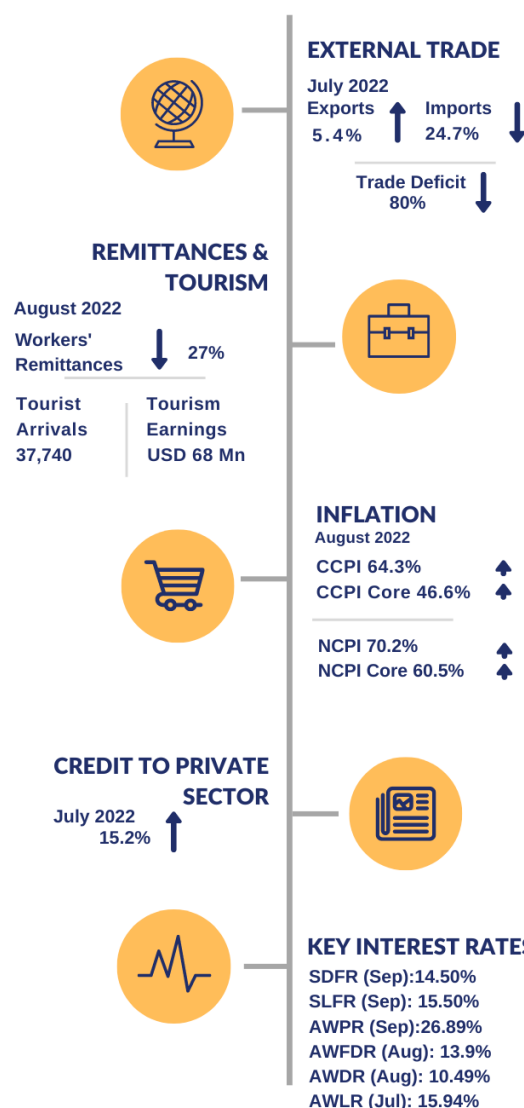 EXTERNAL TRADE
July 2022
Exports Imports
5.4% 24.7%
Trade Deficit
80%
REMITTANCES &
TOURISM
August 2022
Workers'
Remittances
27%
Tourist
Arrivals
37,740
Tourism
Earnings
USD 68 Mn
INFLATION
August 2022
CCPI 64.3%
CCPI Core 46.6%
NCPI 70.2%
NCPI Core 60.5%
CREDIT TO PRIVATE
SECTOR
July 2022
15.2%
KEY INTEREST RATES
SDFR (Sep):14.50%
SLFR (Sep): 15.50%
AWPR (Sep):26.89%
AWFDR (Aug): 13.9%
AWDR (Aug): 10.49%
AWLR (Jul): 15.94%